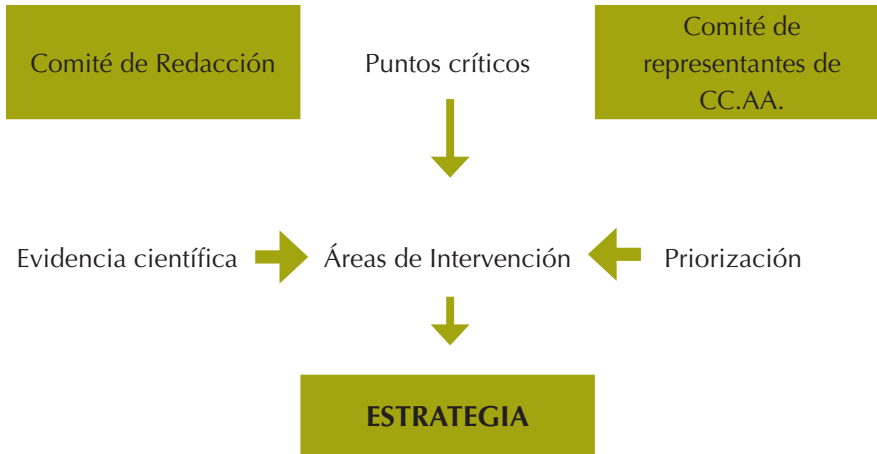 Comité de Redacción
Puntos críticos
Comité de
representantes de
CC.AA.
Evidencia científica
Áreas de Intervención
Priorización
ESTRATEGIA